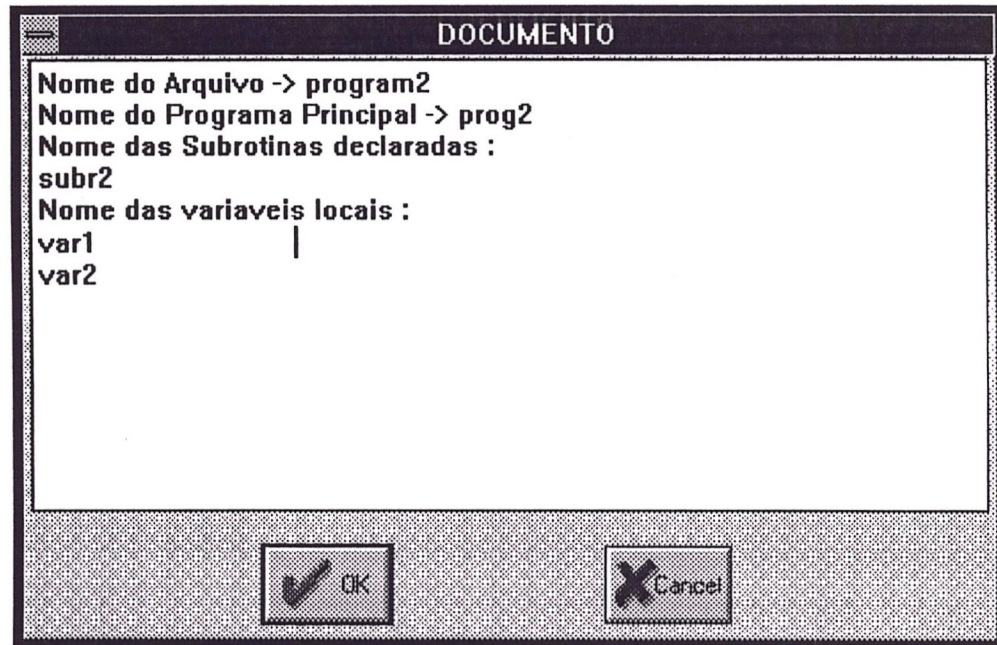 DOCUMENTO
Nome do Arquivo -> program2
Nome do Programa Principal -> prog2
Nome das Subrotinas declaradas :
subr2
Nome das variaveis locais :
var1
var2
OK
Cancel